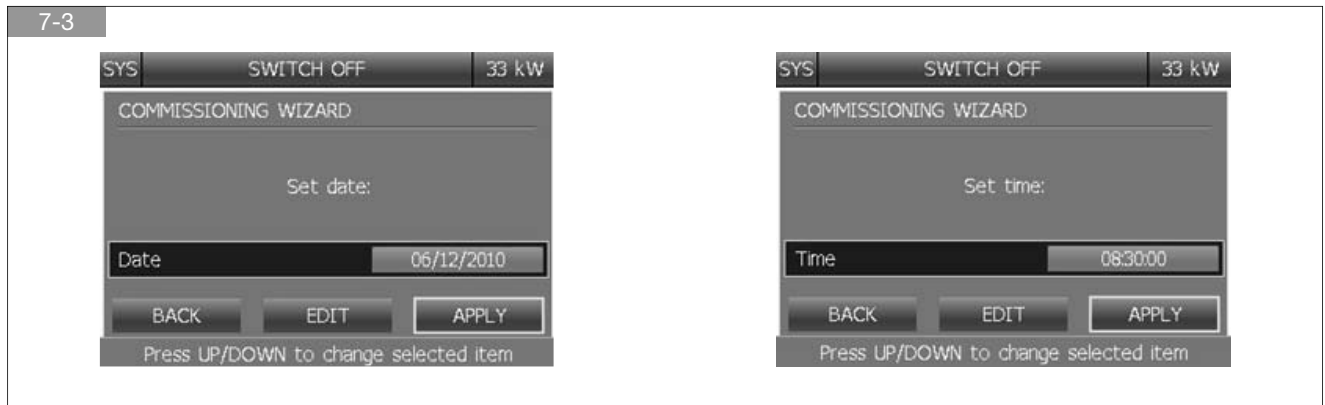 7-3
SYS SWITCH OFF 33 kW
COMMISSIONING WIZARD
Set date:
Date 06/12/2010
BACK EDIT APPLY
Press UP/DOWN to change selected item
SYS SWITCH OFF 33 kW
COMMISSIONING WIZARD
Set time:
Time 08:30:00
BACK EDIT APPLY
Press UP/DOWN to change selected item